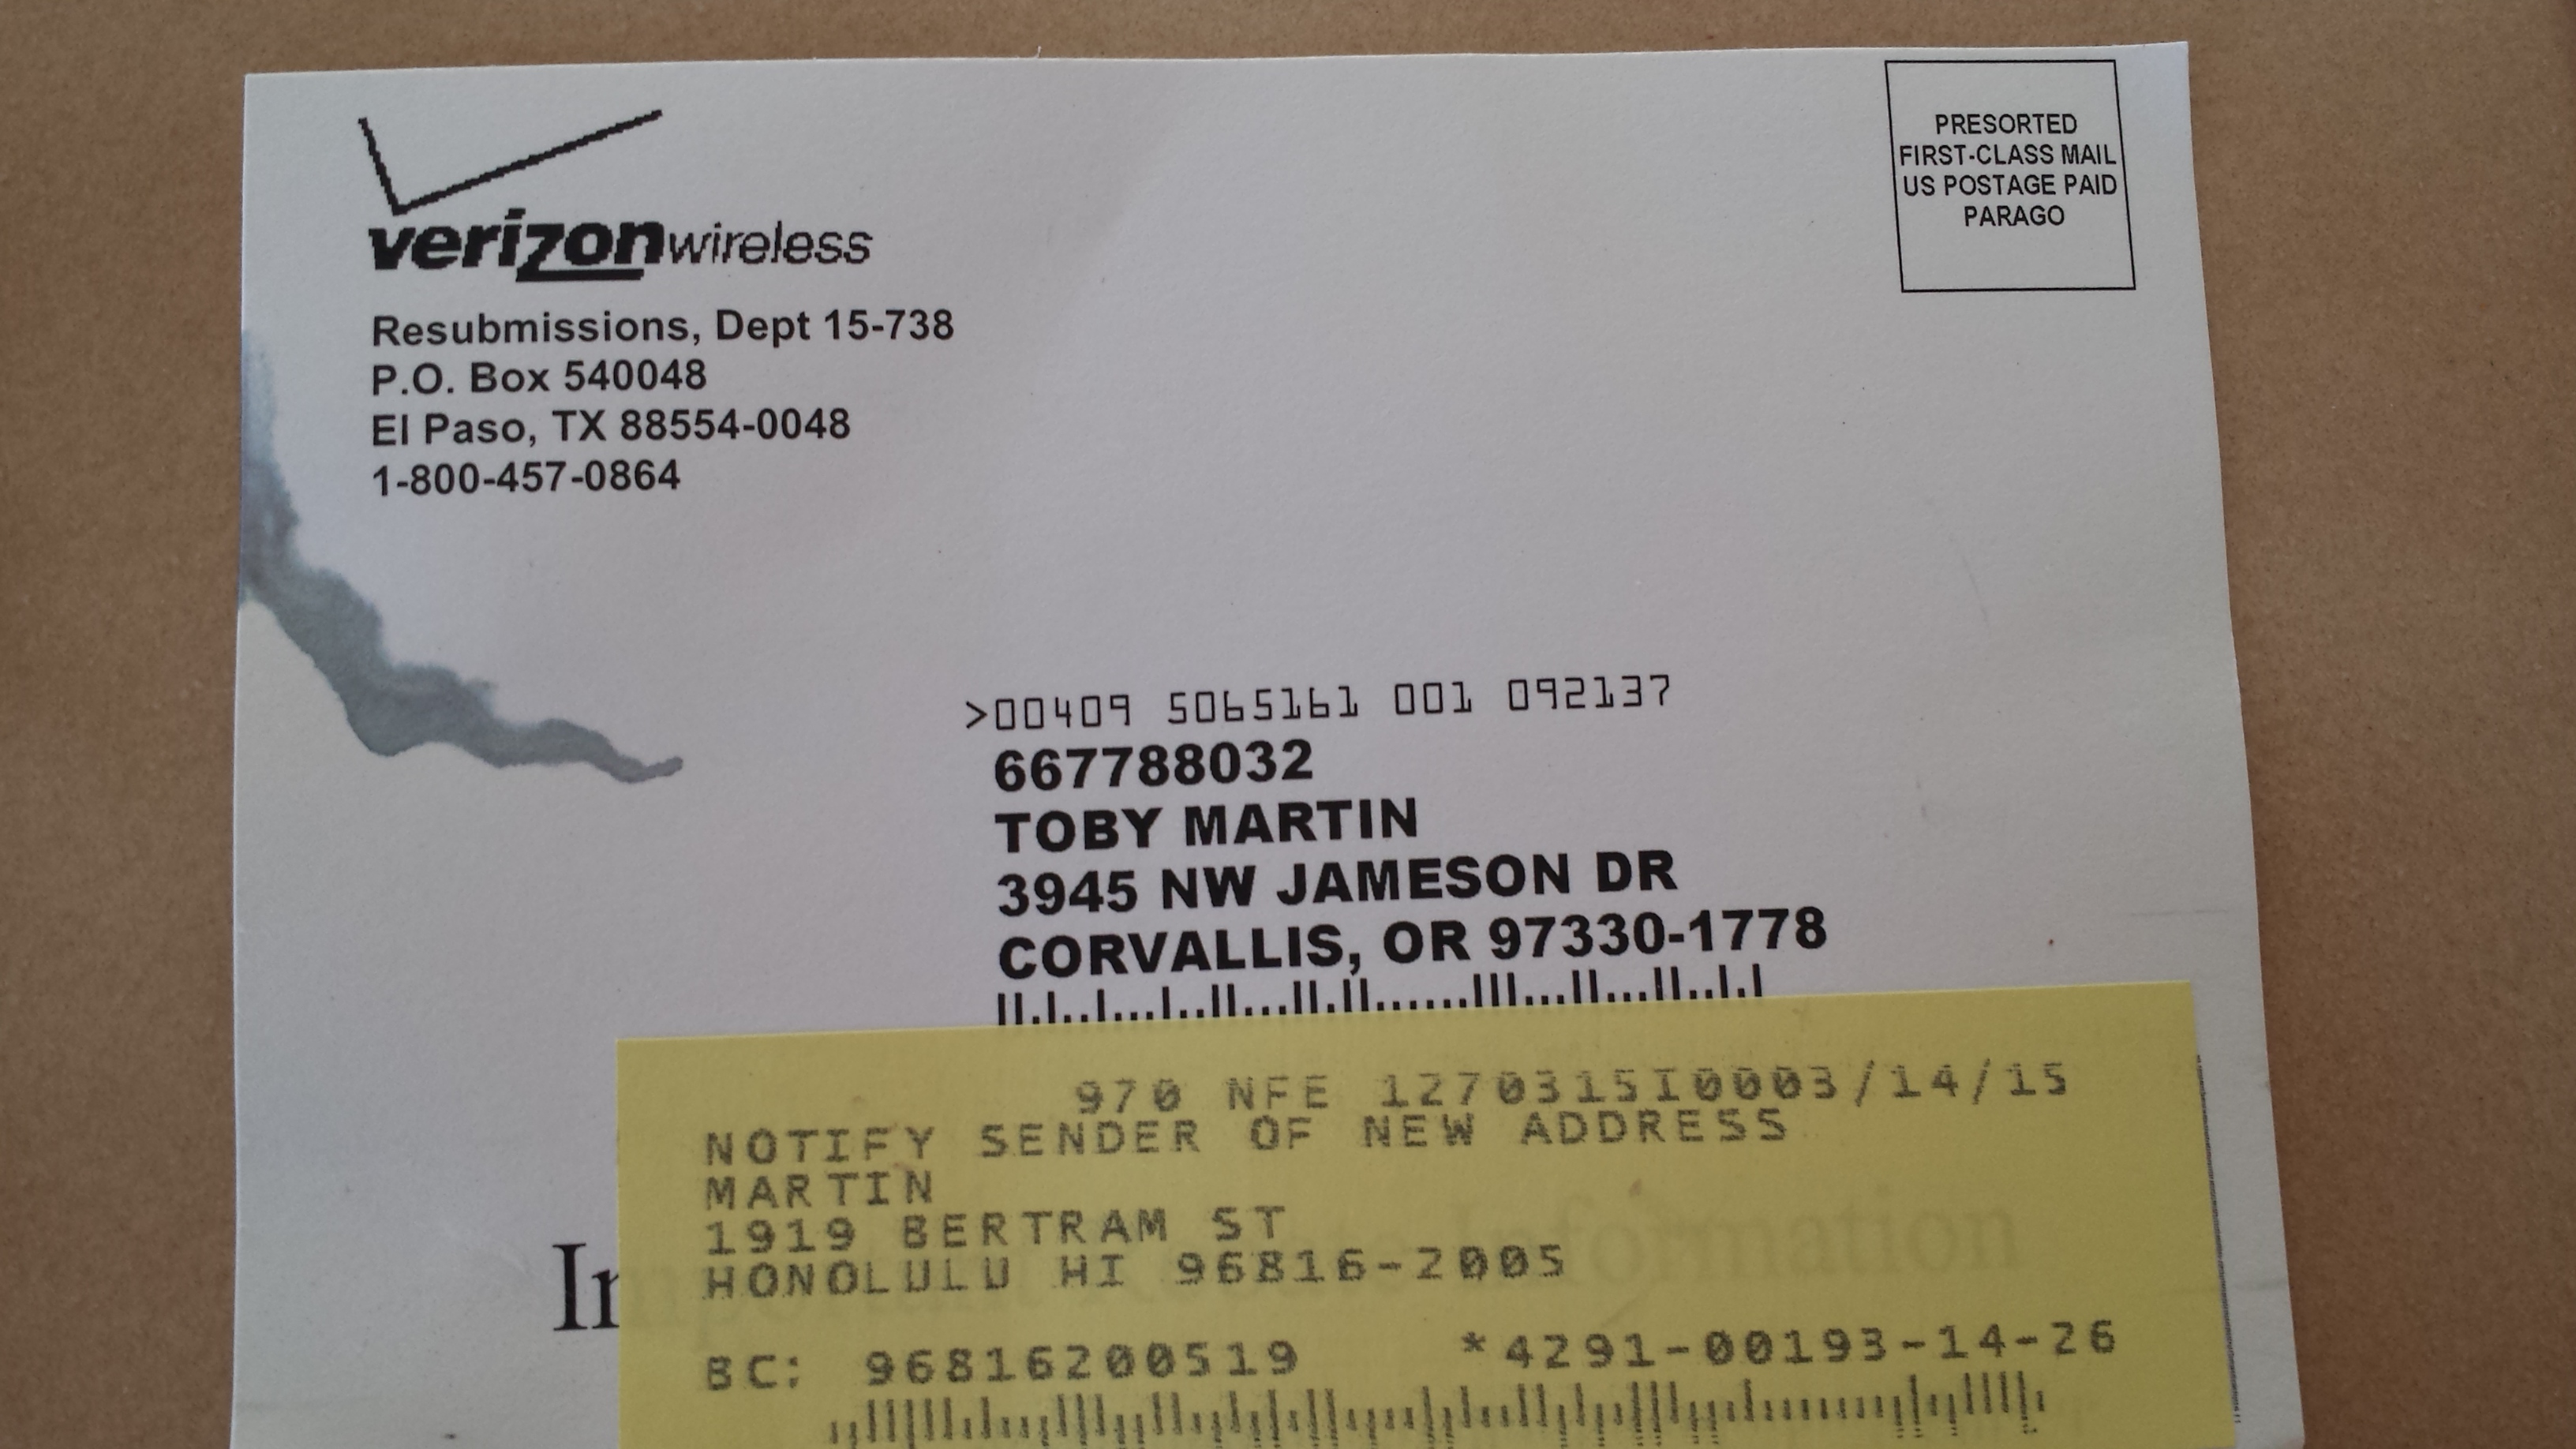 verizonwireless
Resubmissions, Dept 15-738
P.O. Box 540048
El Paso, TX 88554-0048
1-800-457-0864
PRESORTED
FIRST-CLASS MAIL
US POSTAGE PAID
PARAGO
>00409 5065161 001 092137
667788032
TOBY MARTIN
3945 NW JAMESON DR
CORVALLIS, OR 97330-1778
970 NFE 1270315I0003/14/15
NOTIFY SENDER OF NEW ADDRESS
MARTIN
1919 BERTRAM ST
HONOLULU HI 96816-2005
Information
BC: 96816200519 *4291-00193-14-26